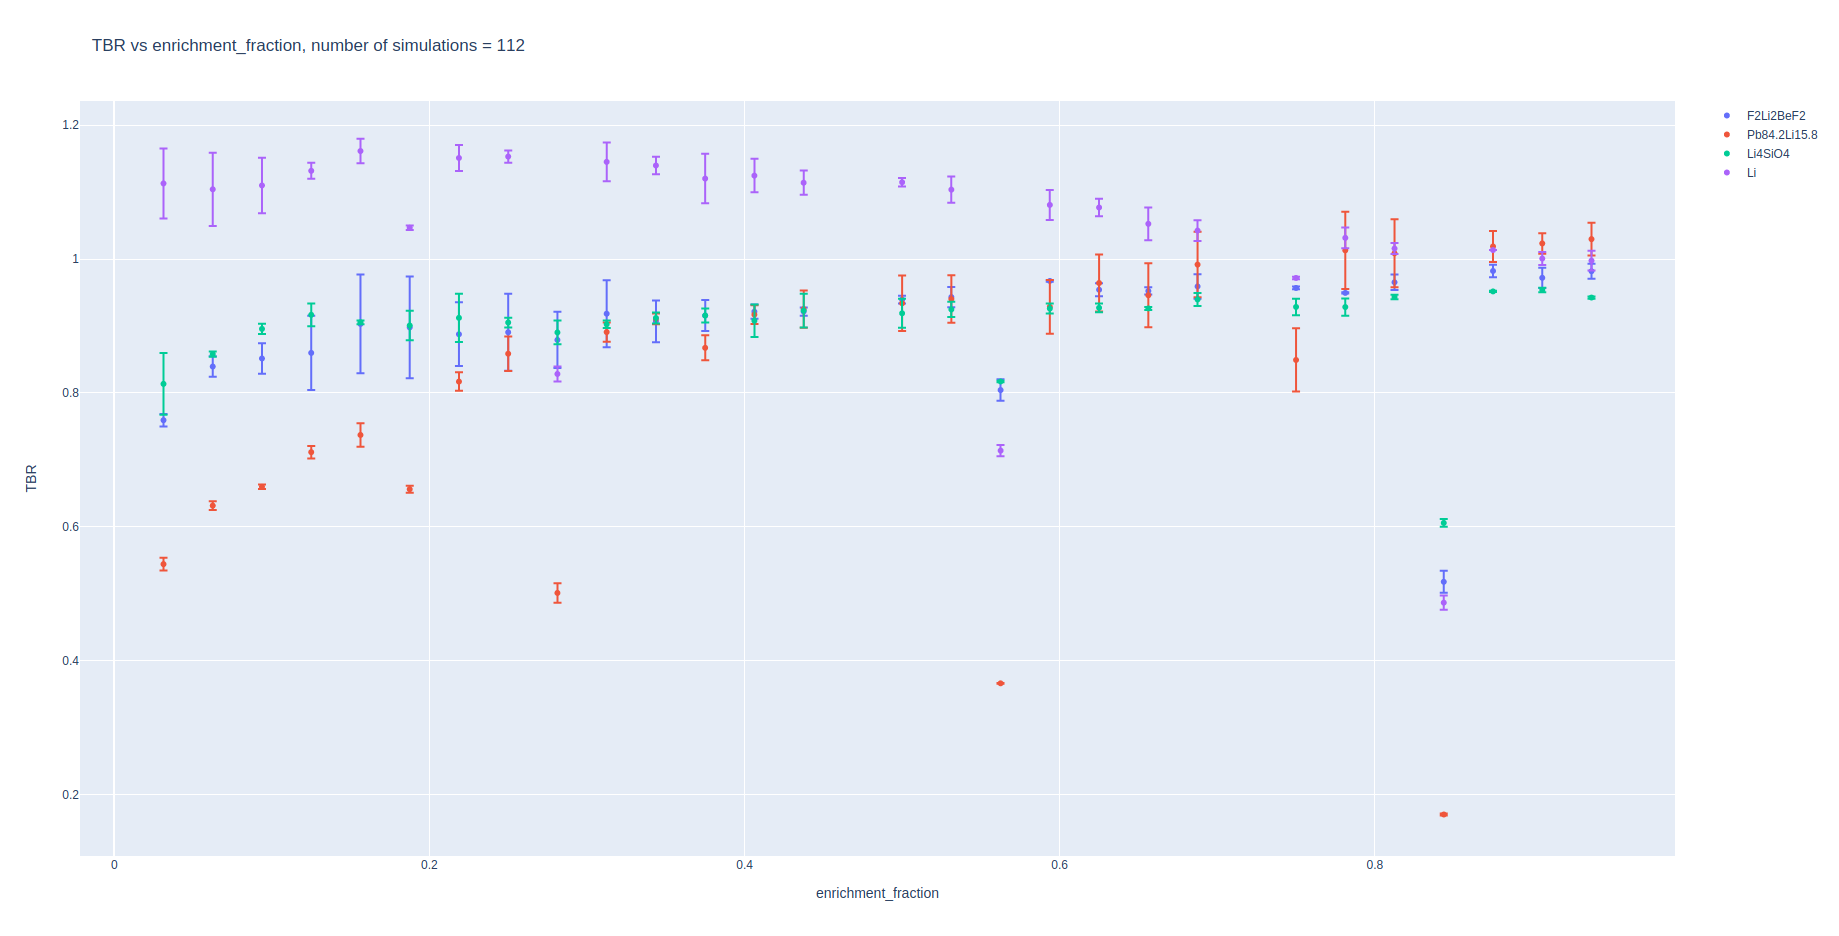 TBR vs enrichment_fraction, number of simulations = 112
F2Li2BeF2
Pb84.2Li15.8
Li4SiO4
Li
1.2
1
0.8
0.6
0.4
0.2
TBR
0 0.2 0.4 0.6 0.8
enrichment_fraction